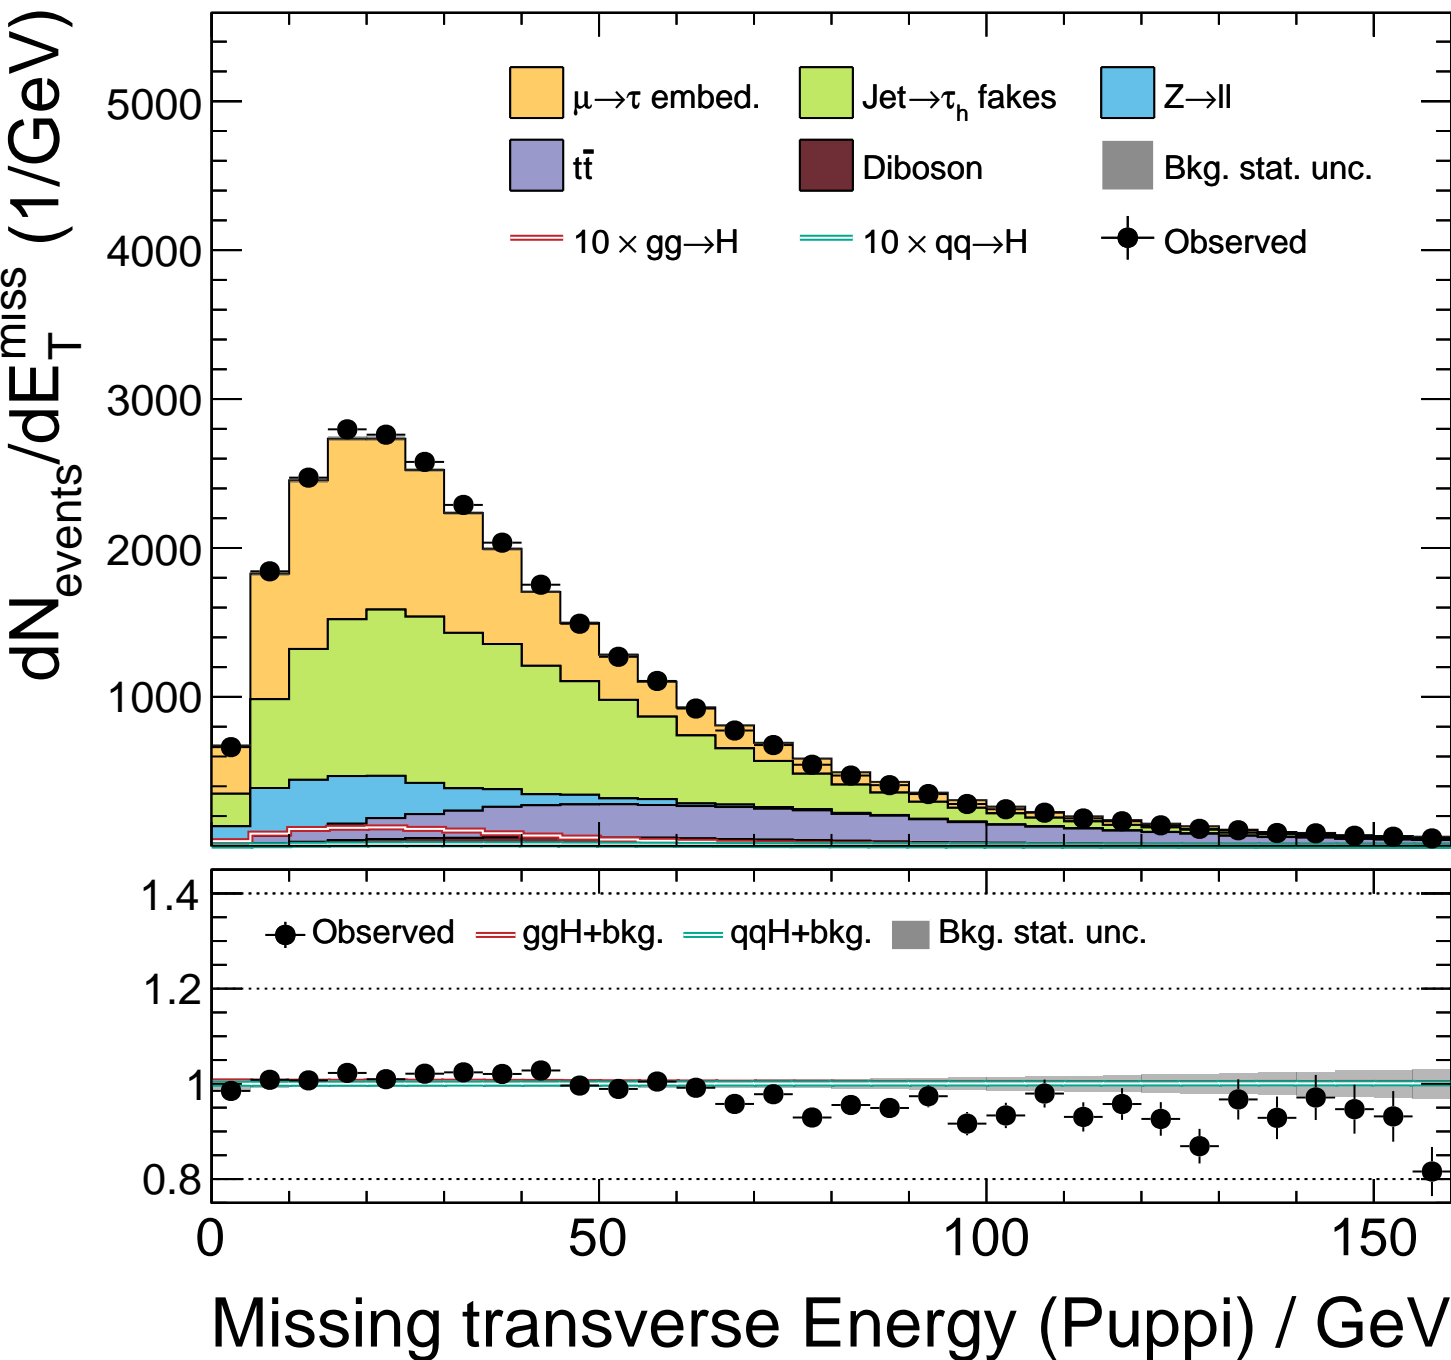 dN_events/dE_T^miss (1/GeV)
5000
4000
3000
2000
1000
μ→τ embed. Jet→τ_h fakes Z→ll
tt̄ Diboson Bkg. stat. unc.
10 × gg→H 10 × qq→H Observed
1.4
1.2
1
0.8
Observed ggH+bkg. qqH+bkg. Bkg. stat. unc.
0 50 100 150
Missing transverse Energy (Puppi) / GeV